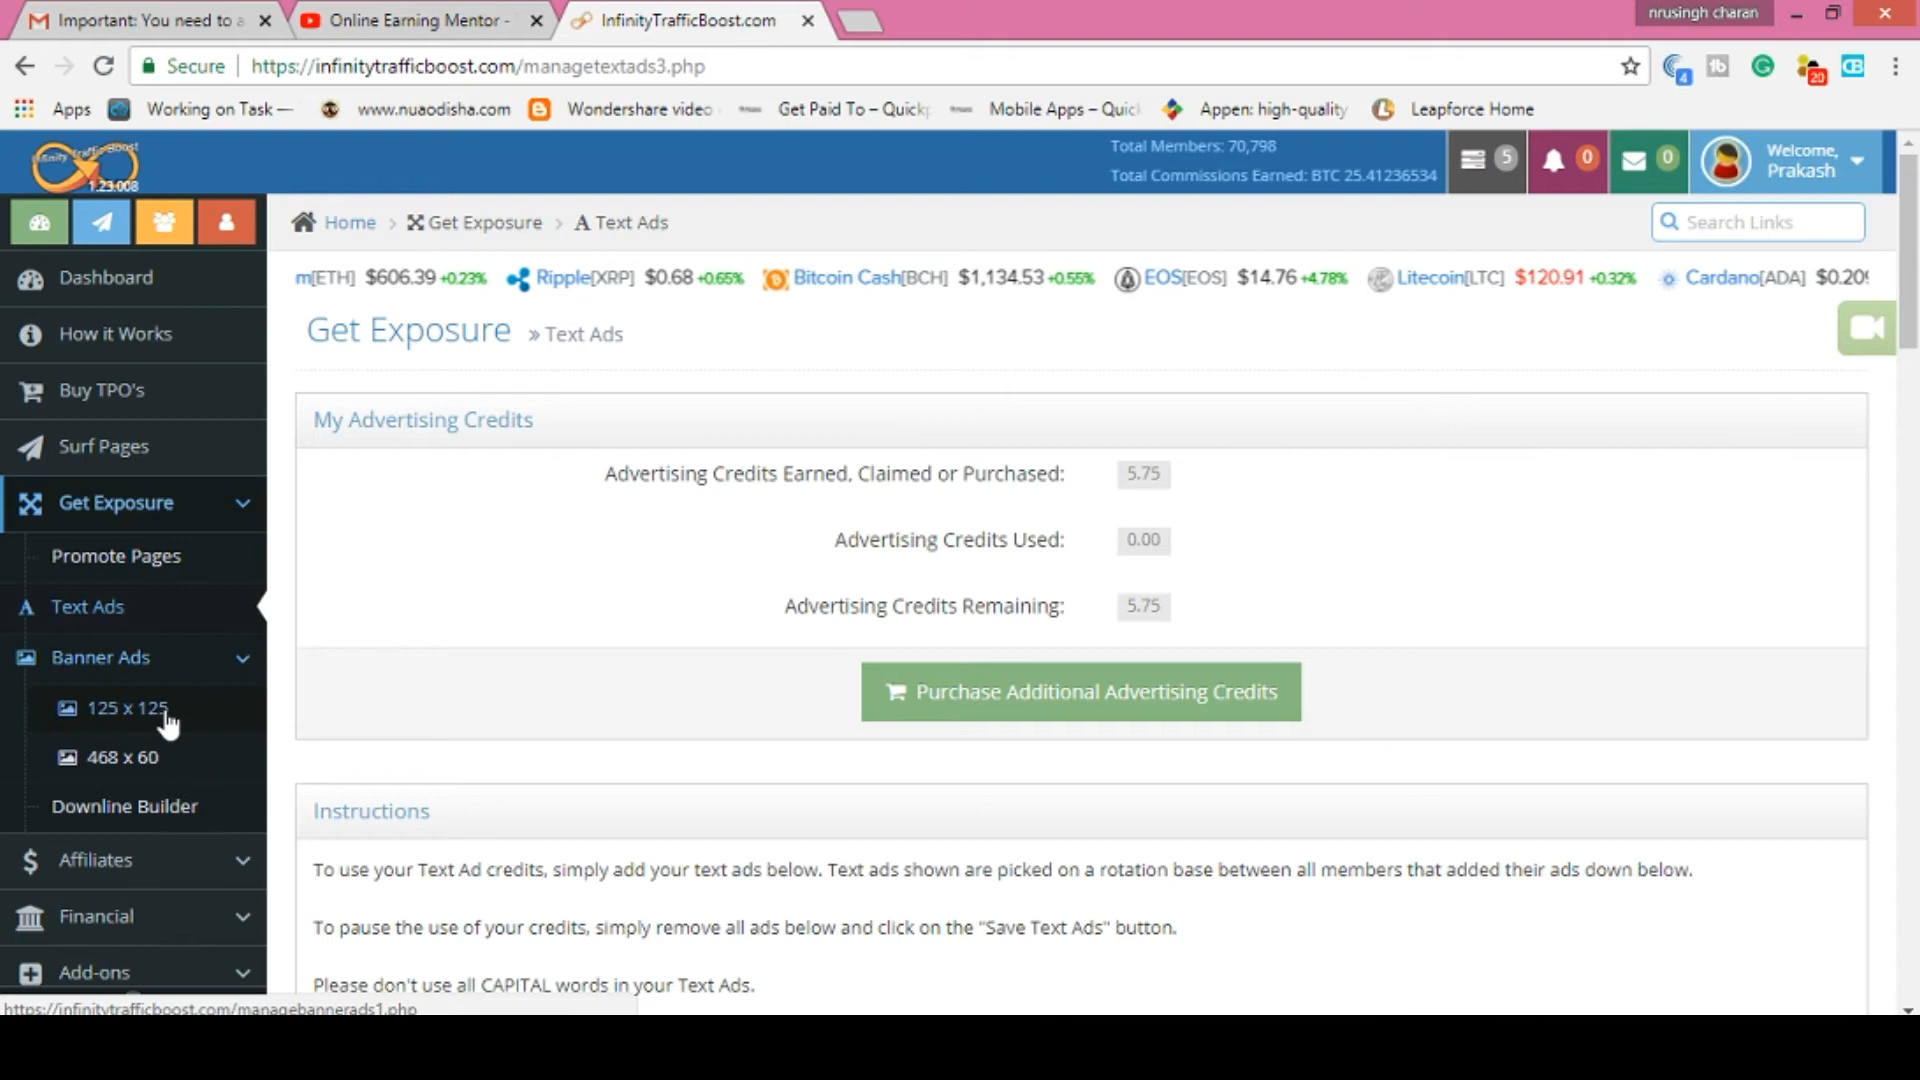 Important: You need to a
Online Earning Mentor -
InfinityTrafficBoost.com
nrusingh charan
Secure
https://infinitytrafficboost.com/managetextads3.php
4
20
Apps
Working on Task —
www.nuaodisha.com
Wondershare video
Get Paid To – Quick
Mobile Apps – Quic
Appen: high-quality
Leapforce Home
Infinity Traffic Boost
1.23.008
Total Members: 70,798
Total Commissions Earned: BTC 25.41236534
5
0
0
Welcome,
Prakash
Home > Get Exposure > Text Ads
Search Links
m[ETH] $606.39 +0.23% Ripple[XRP] $0.68 +0.65% Bitcoin Cash[BCH] $1,134.53 +0.55% EOS[EOS] $14.76 +4.78% Litecoin[LTC] $120.91 +0.32% Cardano[ADA] $0.209
Dashboard
How it Works
Buy TPO's
Surf Pages
Get Exposure
Promote Pages
Text Ads
Banner Ads
125 x 125
468 x 60
Downline Builder
Affiliates
Financial
Add-ons
Get Exposure » Text Ads
My Advertising Credits
Advertising Credits Earned, Claimed or Purchased: 5.75
Advertising Credits Used: 0.00
Advertising Credits Remaining: 5.75
Purchase Additional Advertising Credits
Instructions
To use your Text Ad credits, simply add your text ads below. Text ads shown are picked on a rotation base between all members that added their ads down below.
To pause the use of your credits, simply remove all ads below and click on the "Save Text Ads" button.
Please don't use all CAPITAL words in your Text Ads.
https://infinitytrafficboost.com/managebannerads1.php